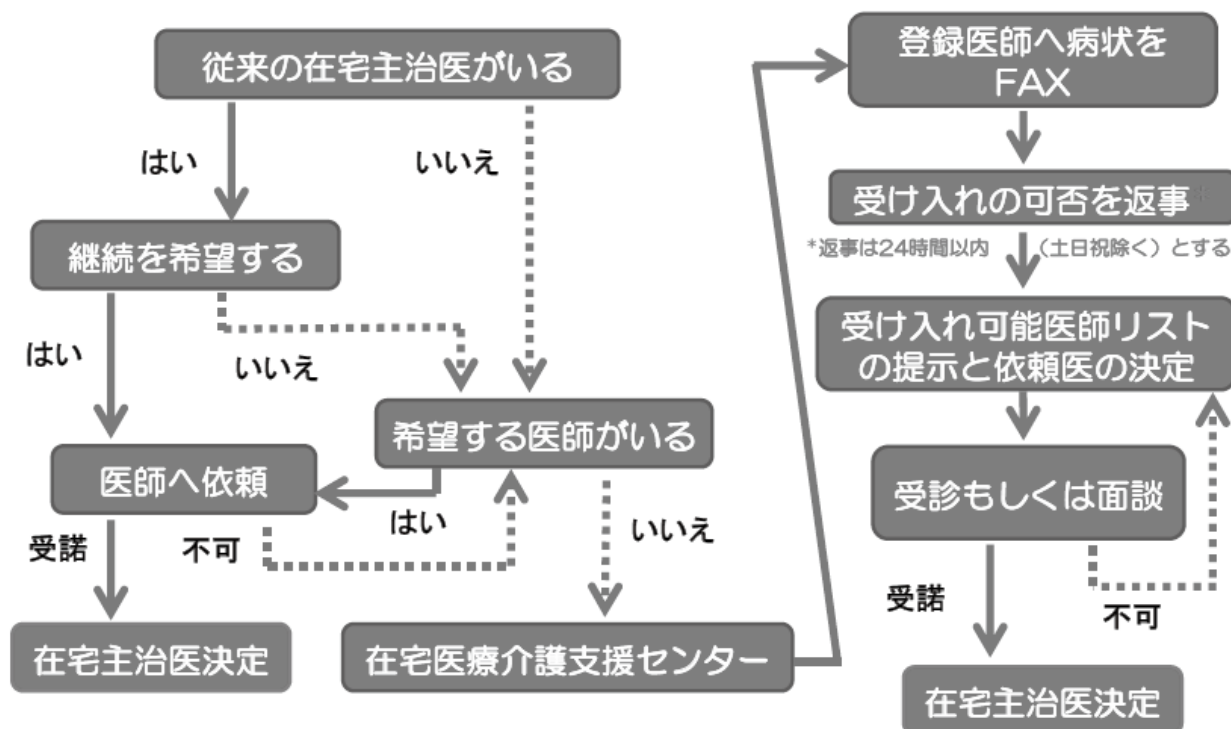 従来の在宅主治医がいる
はい
いいえ
継続を希望する
はい
いいえ
希望する医師がいる
医師へ依頼
はい
いいえ
受諾
不可
在宅主治医決定
在宅医療介護支援センター
登録医師へ病状を
FAX
受け入れの可否を返事*
*返事は24時間以内 （土日祝除く）とする
受け入れ可能医師リスト
の提示と依頼医の決定
受診もしくは面談
受諾
不可
在宅主治医決定